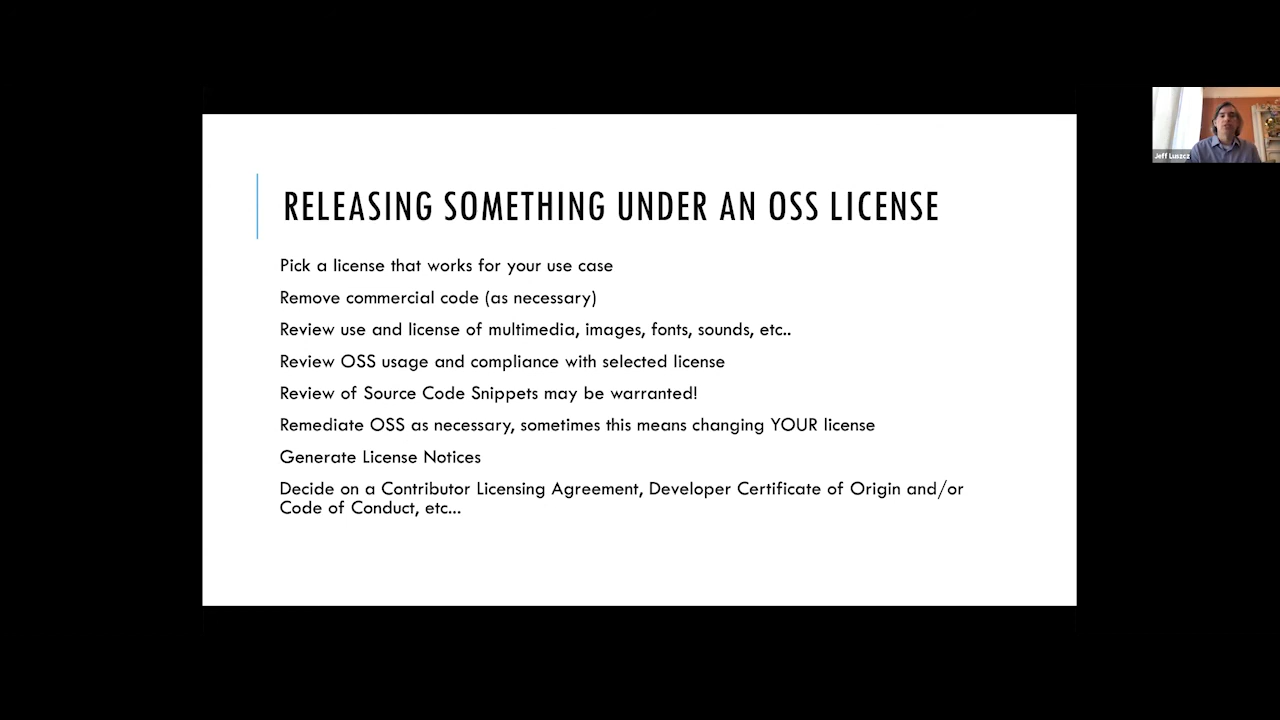 RELEASING SOMETHING UNDER AN OSS LICENSE
Pick a license that works for your use case
Remove commercial code (as necessary)
Review use and license of multimedia, images, fonts, sounds, etc..
Review OSS usage and compliance with selected license
Review of Source Code Snippets may be warranted!
Remediate OSS as necessary, sometimes this means changing YOUR license
Generate License Notices
Decide on a Contributor Licensing Agreement, Developer Certificate of Origin and/or
Code of Conduct, etc...
Jeff Luszcz